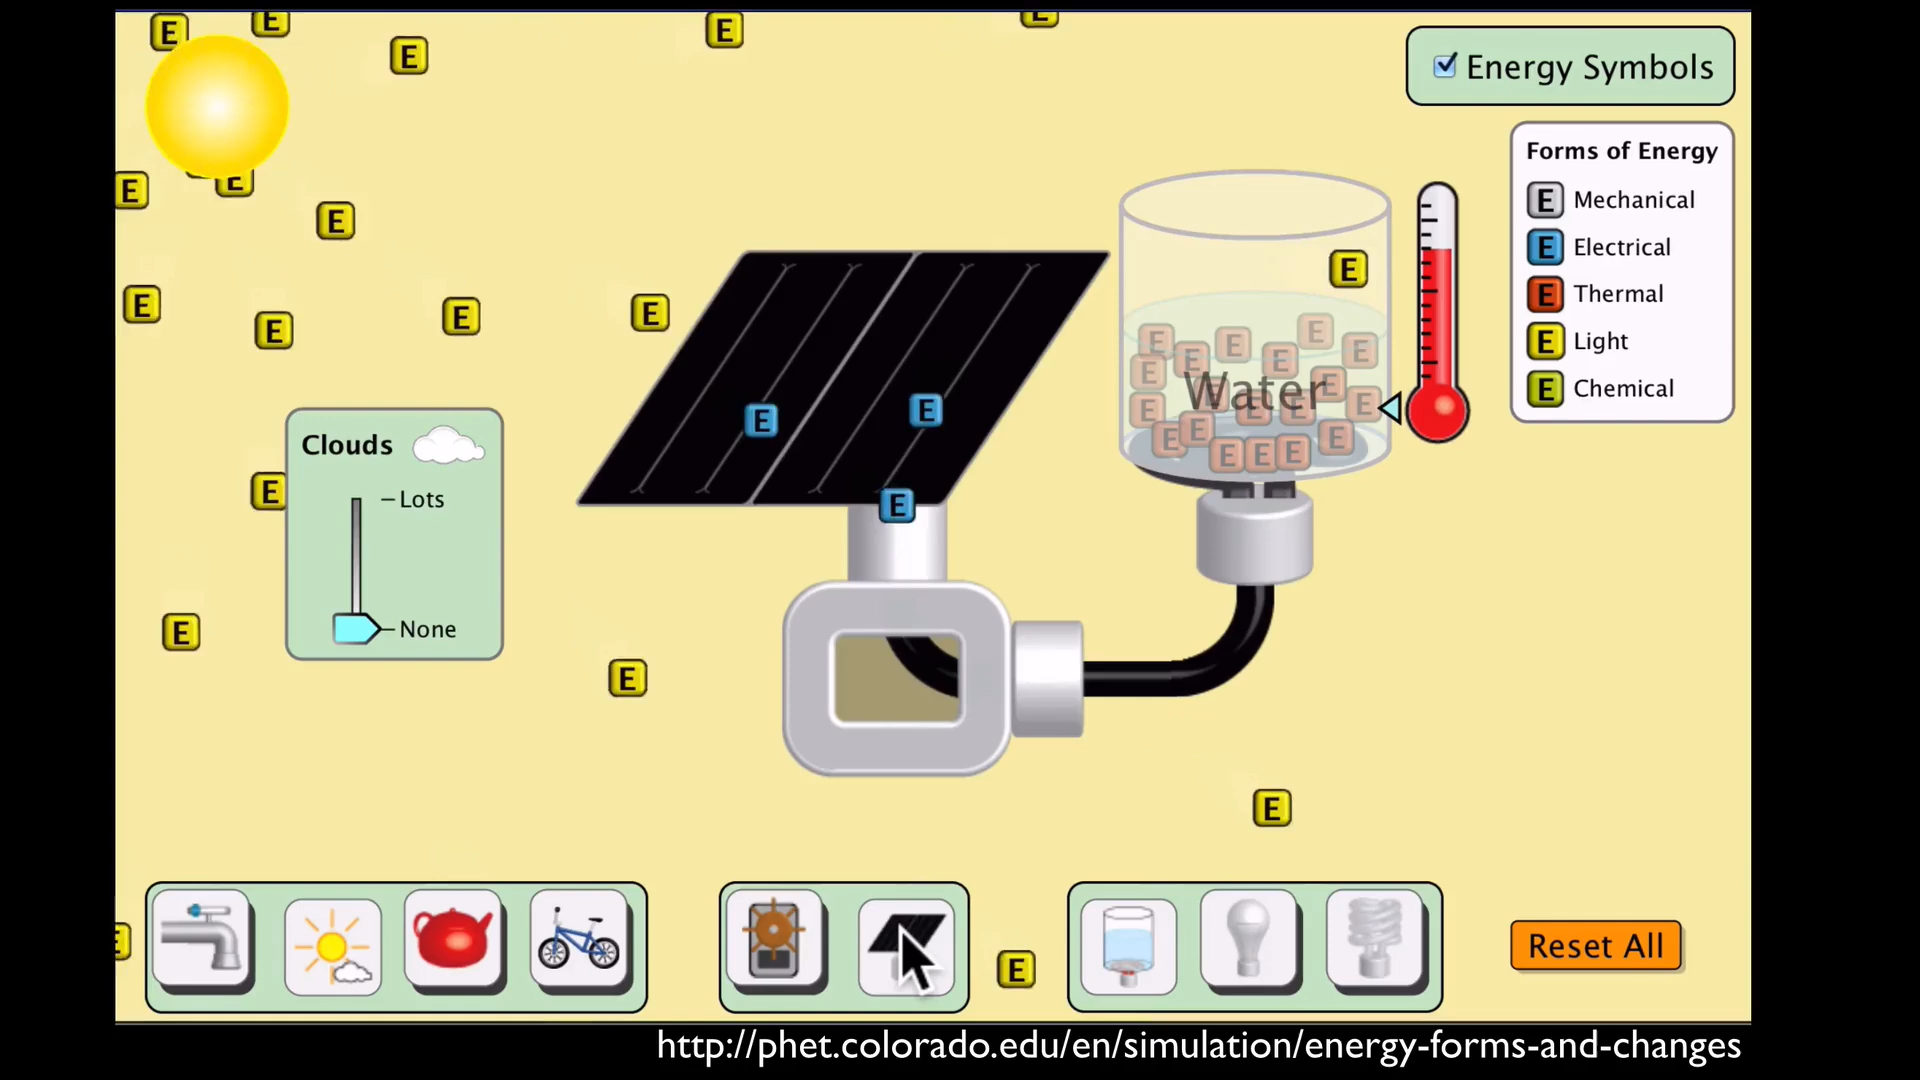 Energy Symbols
Forms of Energy
E Mechanical
E Electrical
E Thermal
E Light
E Chemical
Water
Clouds
Lots
None
Reset All
http://phet.colorado.edu/en/simulation/energy-forms-and-changes